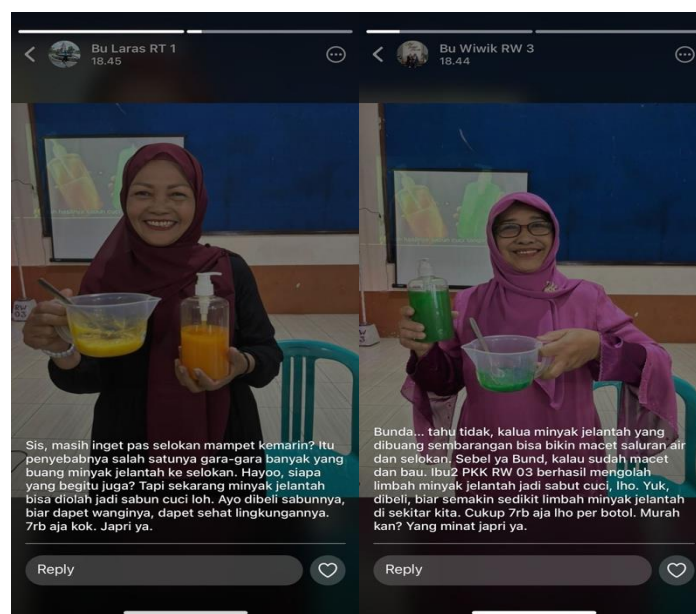 Bu Laras RT 1
18.45
Sis, masih inget pas selokan mampet kemarin? Itu
penyebabnya salah satunya gara-gara banyak yang
buang minyak jelantah ke selokan. Hayoo, siapa
yang begitu juga? Tapi sekarang minyak jelantah
bisa diolah jadi sabun cuci loh. Ayo dibeli sabunnya,
biar dapet wanginya, dapet sehat lingkungannya.
7rb aja kok. Japri ya.
Reply
Bu Wiwik RW 3
18.44
Bunda... tahu tidak, kalua minyak jelantah yang
dibuang sembarangan bisa bikin macet saluran air
dan selokan. Sebel ya Bund, kalau sudah macet
dan bau. Ibu2 PKK RW 03 berhasil mengolah
limbah minyak jelantah jadi sabut cuci, lho. Yuk,
dibeli, biar semakin sedikit limbah minyak jelantah
di sekitar kita. Cukup 7rb aja lho per botol. Murah
kan? Yang minat japri ya.
Reply